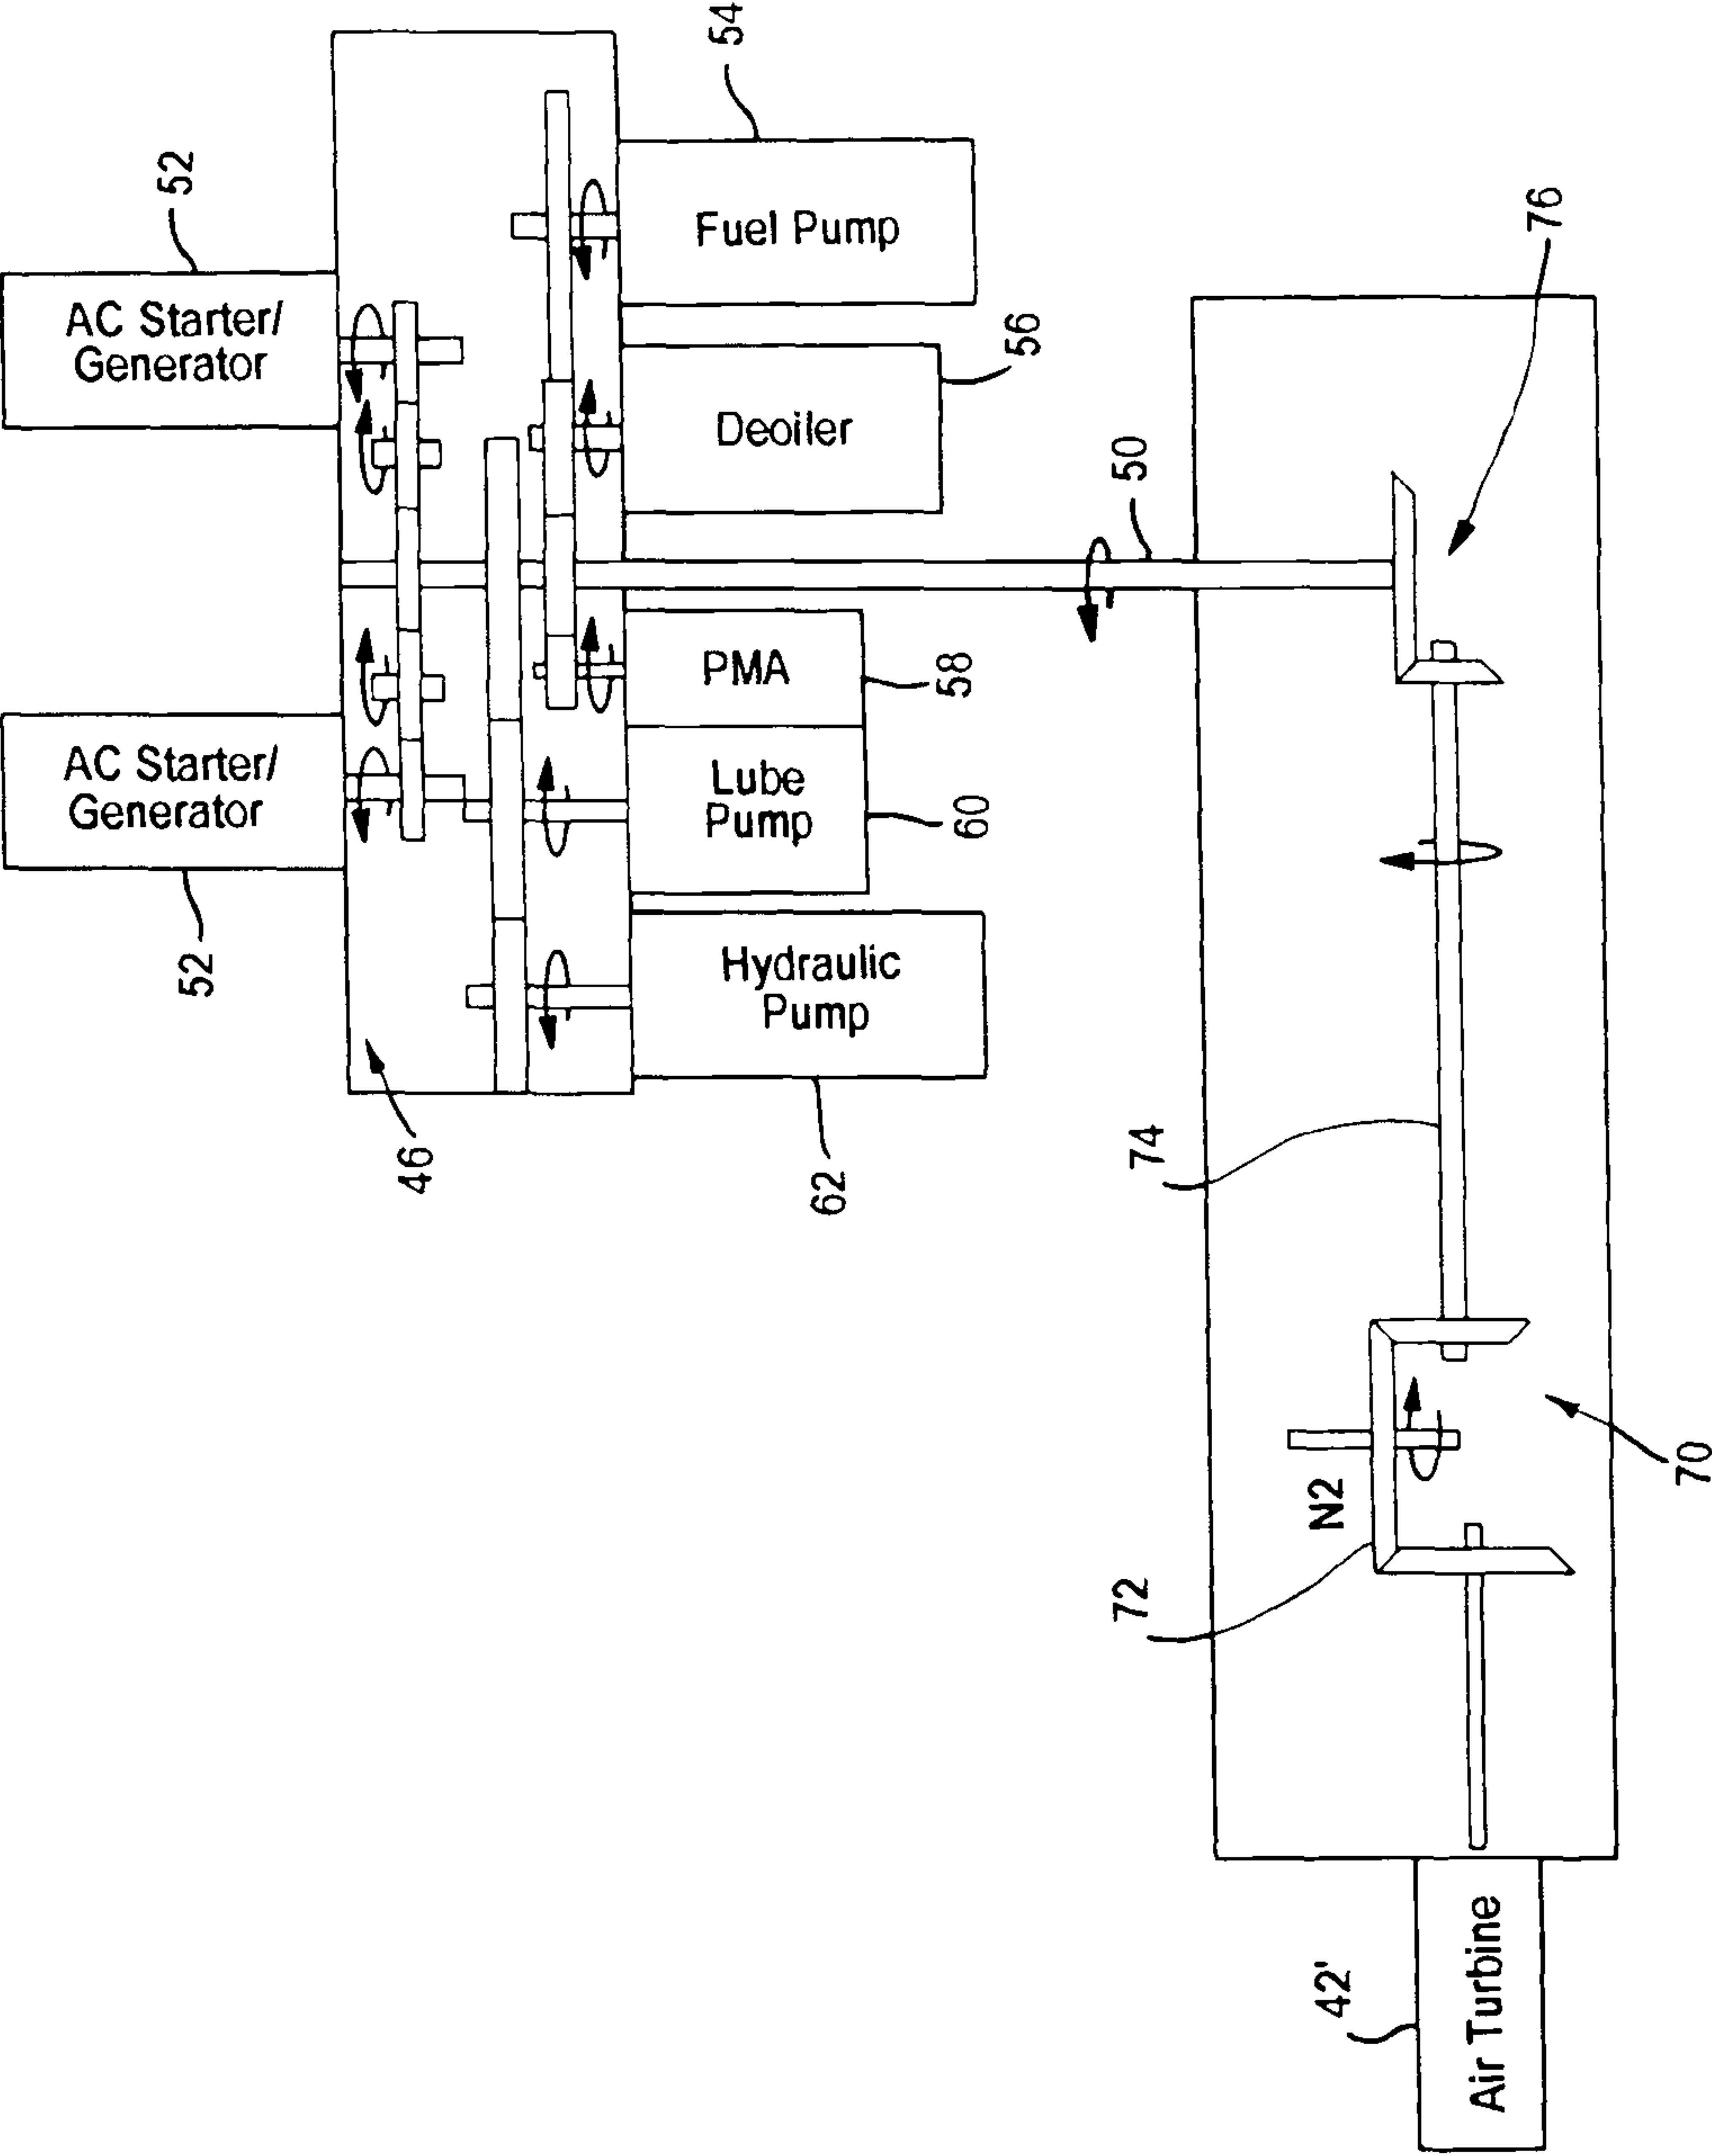 54
52
AC Starter/
Generator
Fuel Pump
76
56
Deoiler
50
PMA
58
AC Starter/
Generator
Lube
Pump
60
52
Hydraulic
Pump
46
62
74
N2
70
72
42'
Air Turbine